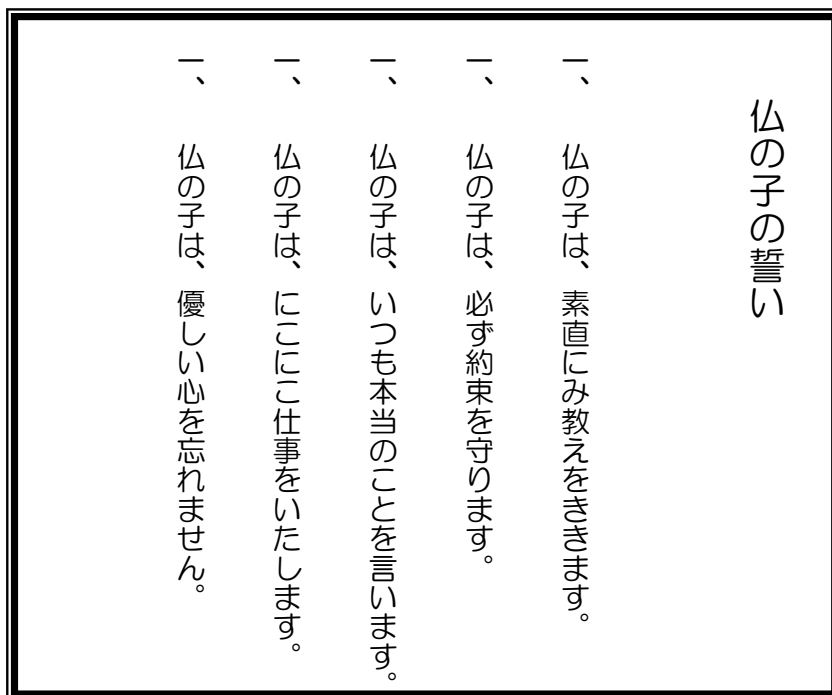 仏の子の誓い
一、 仏の子は、素直にみ教えをききます。
一、 仏の子は、必ず約束を守ります。
一、 仏の子は、いつも本当のことを言います。
一、 仏の子は、にこにこ仕事をいたします。
一、 仏の子は、優しい心を忘れません。